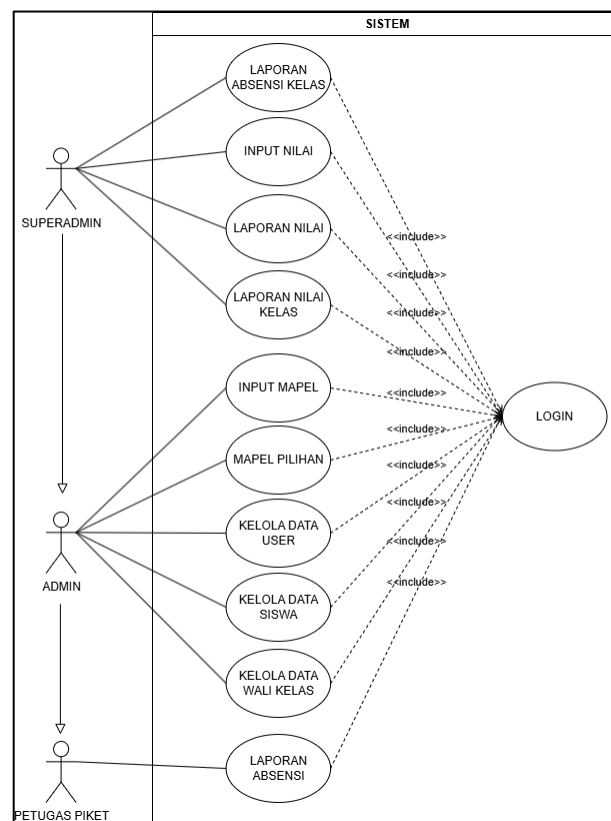 SISTEM
LAPORAN
ABSENSI KELAS
INPUT NILAI
SUPERADMIN
LAPORAN NILAI
<<include>>
<<include>>
LAPORAN NILAI
KELAS
<<include>>
<<include>>
INPUT MAPEL
<<include>>
LOGIN
<<include>>
MAPEL PILIHAN
<<include>>
<<include>>
KELOLA DATA
USER
<<include>>
ADMIN
<<include>>
KELOLA DATA
SISWA
KELOLA DATA
WALI KELAS
LAPORAN
ABSENSI
PETUGAS PIKET